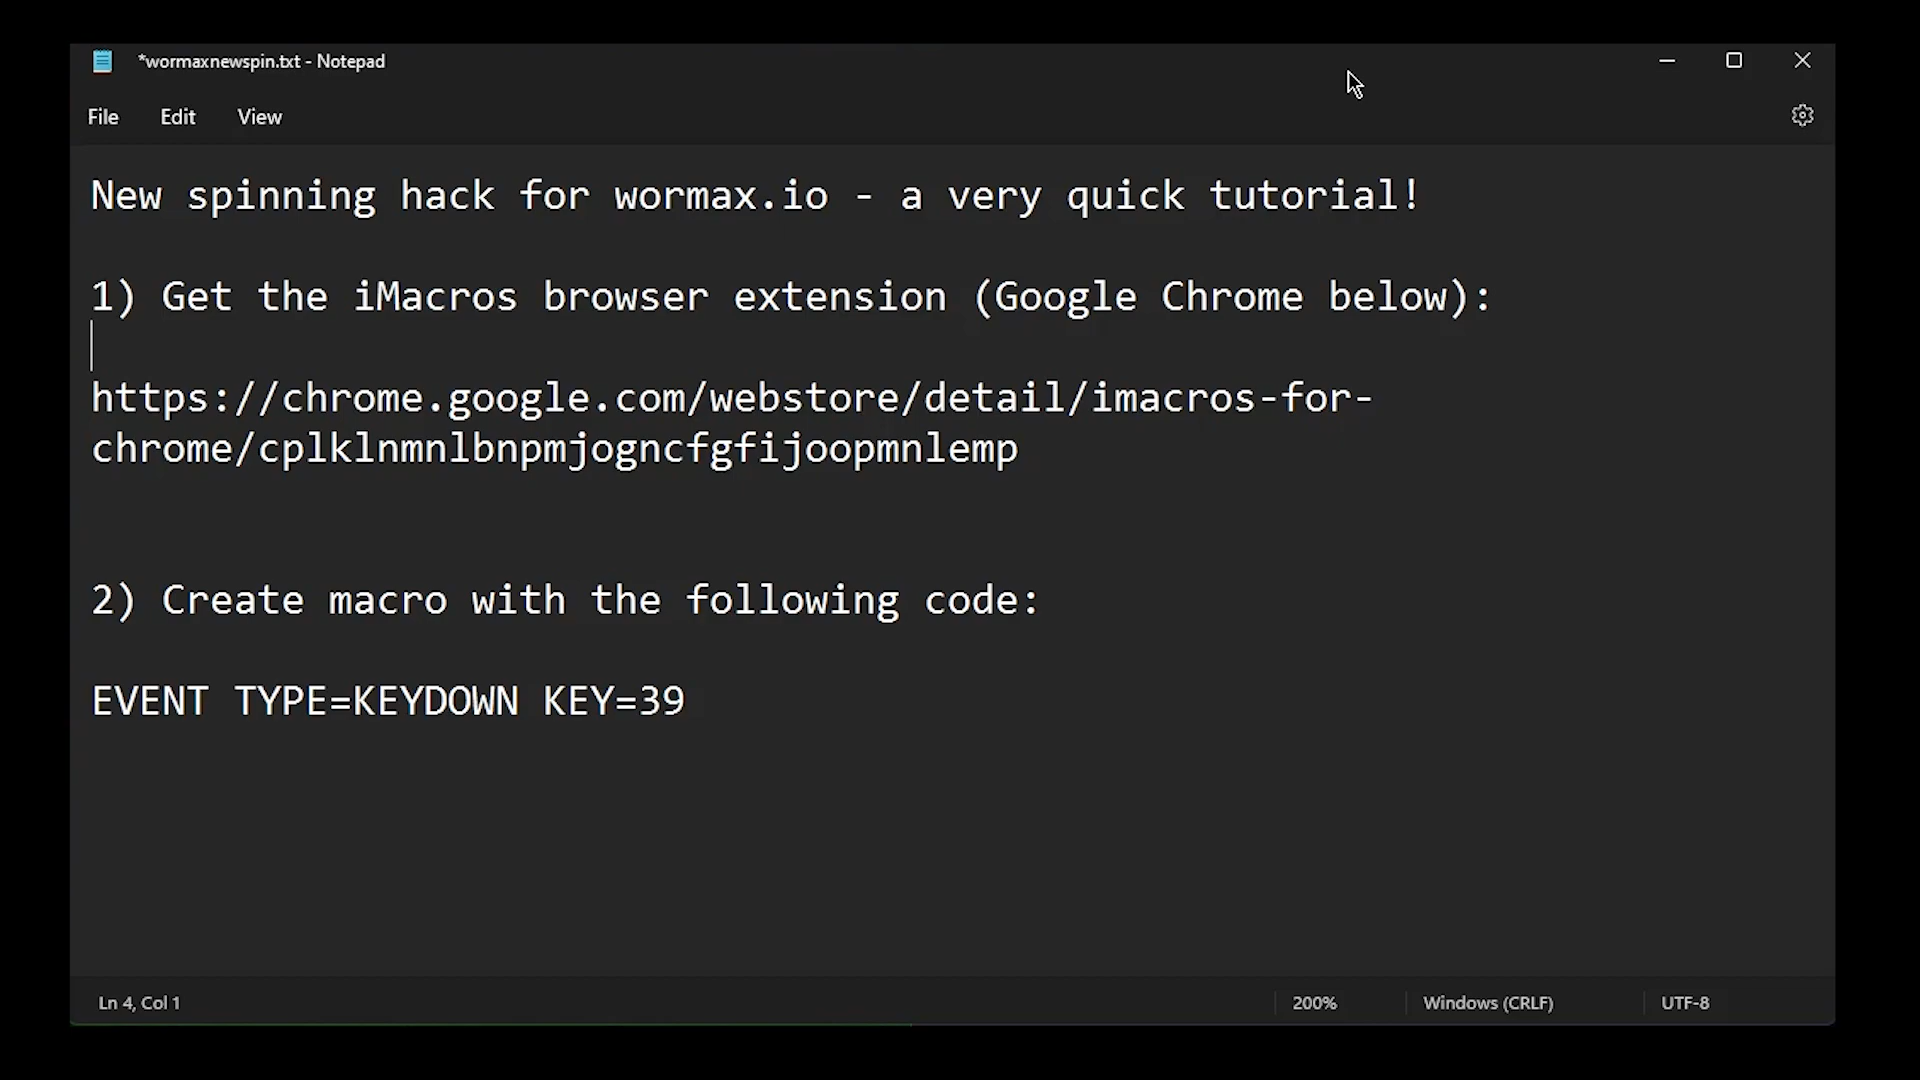 *wormaxnewspin.txt - Notepad
File Edit View
New spinning hack for wormax.io - a very quick tutorial!
1) Get the iMacros browser extension (Google Chrome below):
https://chrome.google.com/webstore/detail/imacros-for-
chrome/cplklnmnlbnpmjogncfgfijoopmnlemp
2) Create macro with the following code:
EVENT TYPE=KEYDOWN KEY=39
Ln 4, Col 1 200% Windows (CRLF) UTF-8